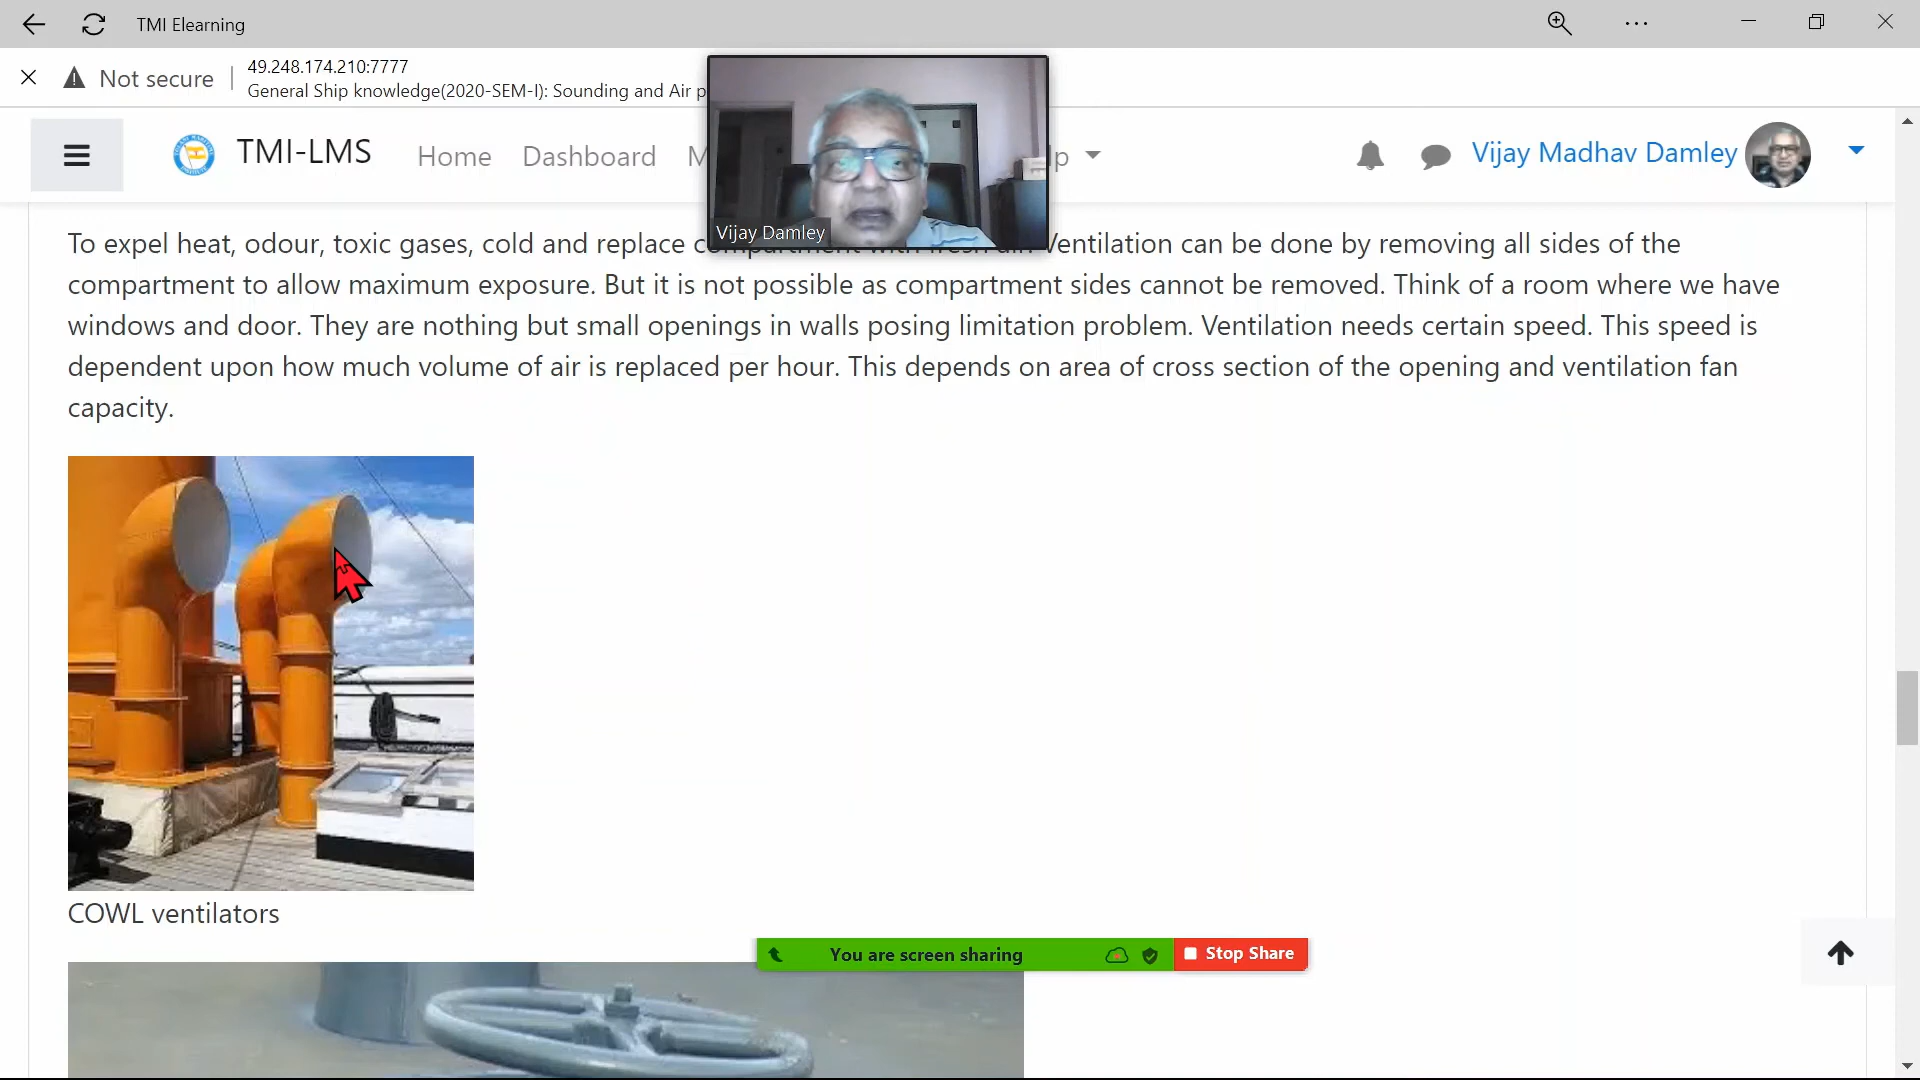 TMI Elearning
Not secure
49.248.174.210:7777
General Ship knowledge(2020-SEM-I): Sounding and Air p
TMI-LMS
Home
Dashboard
Vijay Madhav Damley
Vijay Damley
To expel heat, odour, toxic gases, cold and replace Ventilation can be done by removing all sides of the
compartment to allow maximum exposure. But it is not possible as compartment sides cannot be removed. Think of a room where we have
windows and door. They are nothing but small openings in walls posing limitation problem. Ventilation needs certain speed. This speed is
dependent upon how much volume of air is replaced per hour. This depends on area of cross section of the opening and ventilation fan
capacity.
COWL ventilators
You are screen sharing
Stop Share